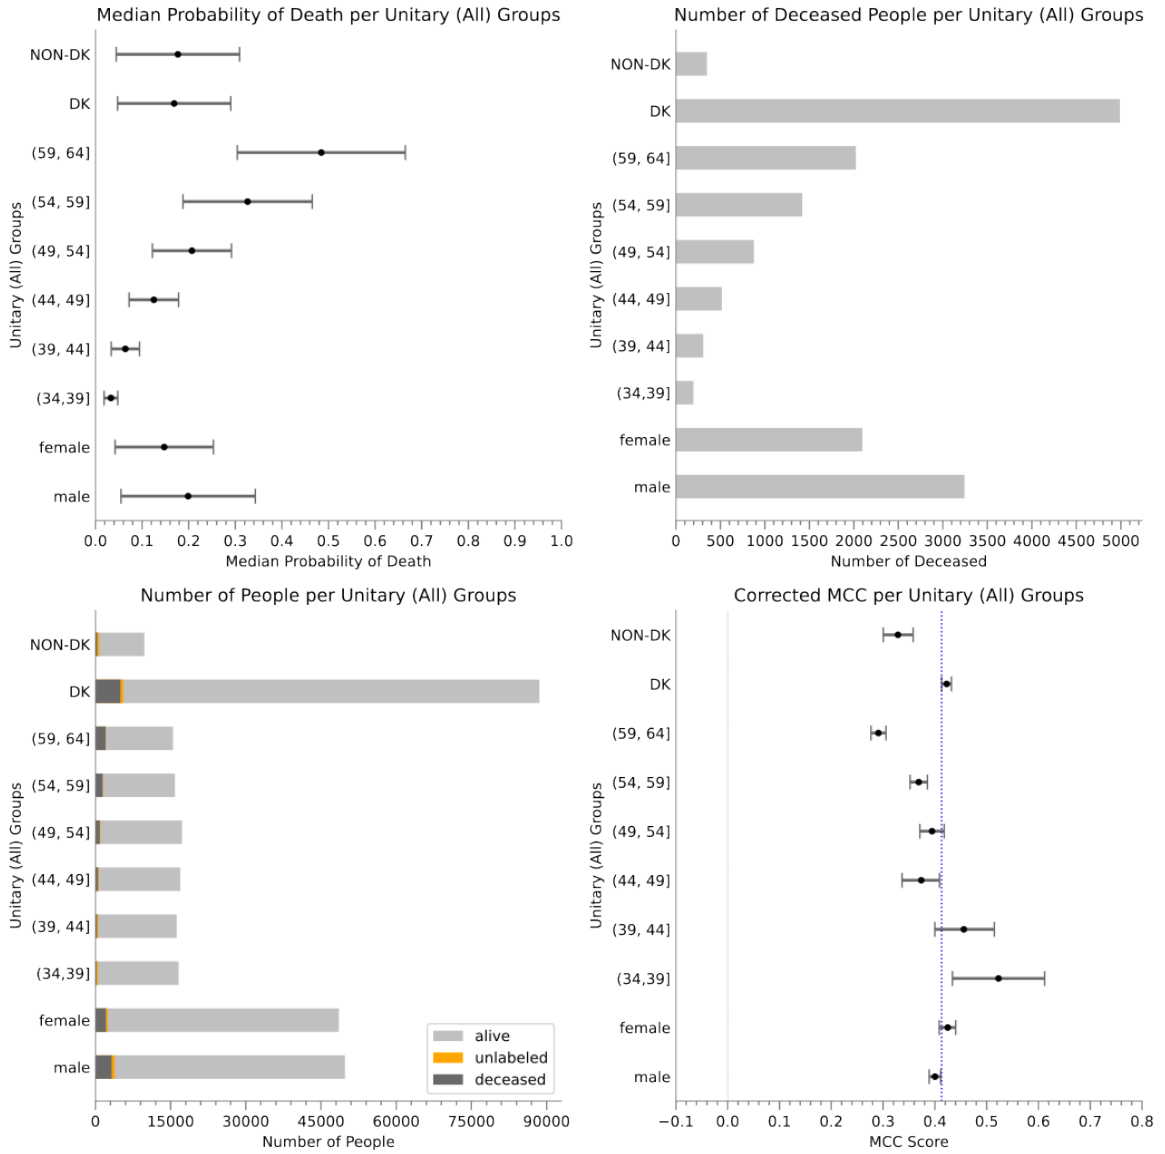 Median Probability of Death per Unitary (All) Groups
Unitary (All) Groups
NON-DK
DK
(59, 64]
(54, 59]
(49, 54]
(44, 49]
(39, 44]
(34,39]
female
male
0.0 0.1 0.2 0.3 0.4 0.5 0.6 0.7 0.8 0.9 1.0
Median Probability of Death
Number of Deceased People per Unitary (All) Groups
Unitary (All) Groups
NON-DK
DK
(59, 64]
(54, 59]
(49, 54]
(44, 49]
(39, 44]
(34,39]
female
male
0 500 1000 1500 2000 2500 3000 3500 4000 4500 5000
Number of Deceased
Number of People per Unitary (All) Groups
Unitary (All) Groups
NON-DK
DK
(59, 64]
(54, 59]
(49, 54]
(44, 49]
(39, 44]
(34,39]
female
male
alive
unlabeled
deceased
0 15000 30000 45000 60000 75000 90000
Number of People
Corrected MCC per Unitary (All) Groups
Unitary (All) Groups
NON-DK
DK
(59, 64]
(54, 59]
(49, 54]
(44, 49]
(39, 44]
(34,39]
female
male
−0.1 0.0 0.1 0.2 0.3 0.4 0.5 0.6 0.7 0.8
MCC Score